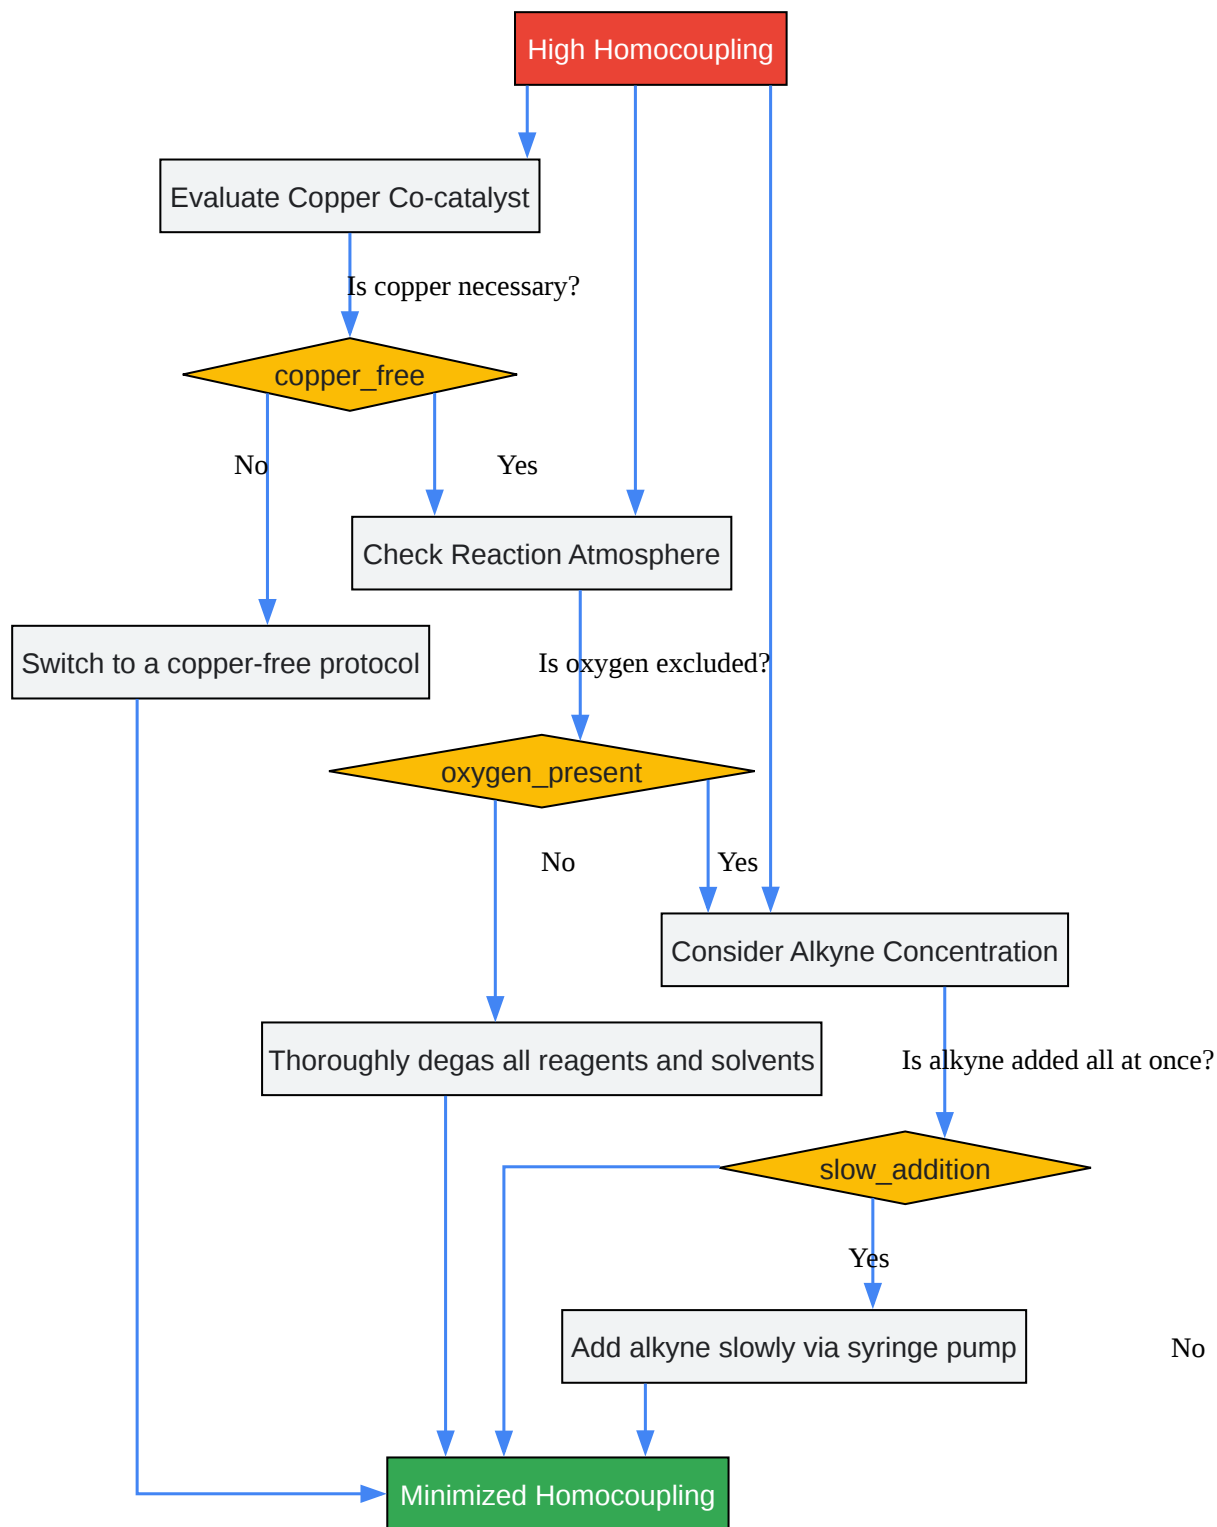 High Homocoupling
Evaluate Copper Co-catalyst
Is copper necessary?
copper_free
No
Yes
Check Reaction Atmosphere
Switch to a copper-free protocol
Is oxygen excluded?
oxygen_present
No
Yes
Consider Alkyne Concentration
Thoroughly degas all reagents and solvents
Is alkyne added all at once?
slow_addition
Yes
Add alkyne slowly via syringe pump
No
Minimized Homocoupling